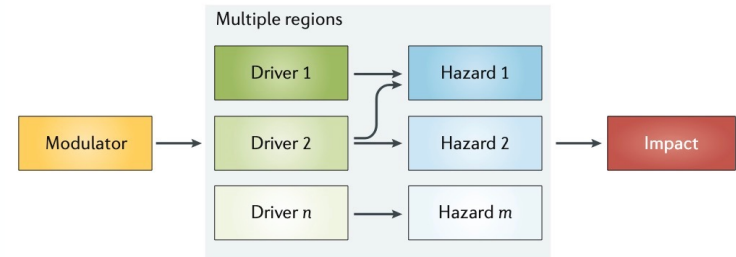 Multiple regions
Driver 1
Hazard 1
Modulator
Driver 2
Hazard 2
Impact
Driver n
Hazard m